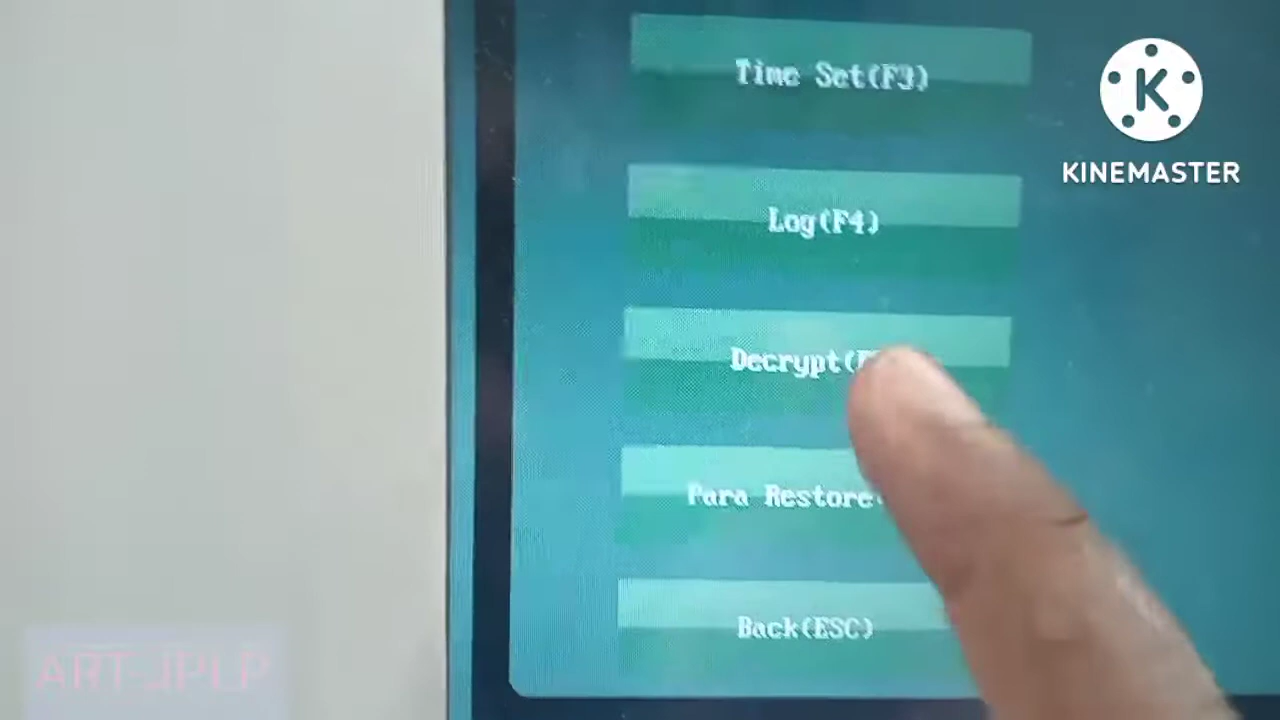 Time Set(F3)
K
KINEMASTER
Log(F4)
Decrypt(
Para Restore
Back(ESC)
ART-JPLP